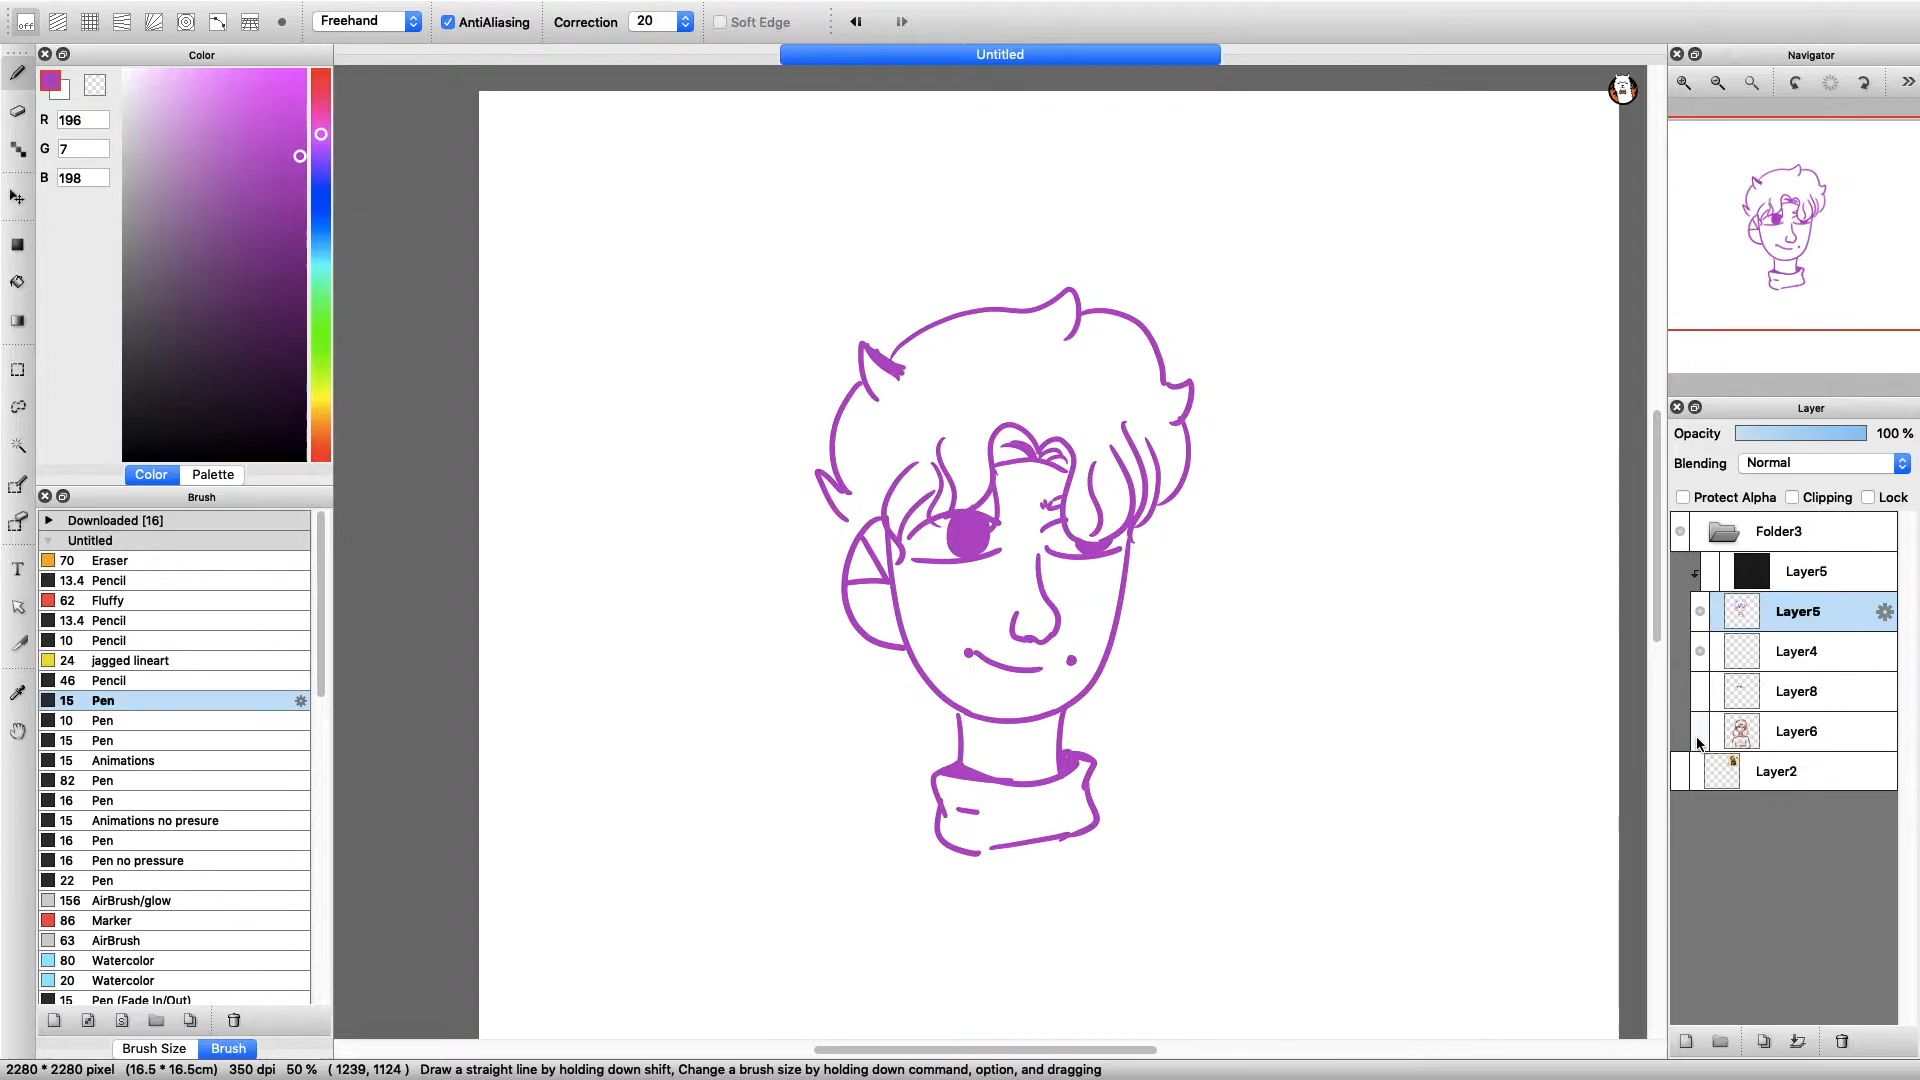 off Freehand AntiAliasing Correction 20 Soft Edge
Color
Untitled
Navigator
R 196
G 7
B 198
Color Palette
Brush
Downloaded [16]
Untitled
70 Eraser
13.4 Pencil
62 Fluffy
13.4 Pencil
10 Pencil
24 jagged lineart
46 Pencil
15 Pen
10 Pen
15 Pen
15 Animations
82 Pen
16 Pen
15 Animations no presure
16 Pen
16 Pen no pressure
22 Pen
156 AirBrush/glow
86 Marker
63 AirBrush
80 Watercolor
20 Watercolor
15 Pen (Fade In/Out)
Brush Size Brush
Layer
Opacity 100 %
Blending Normal
Protect Alpha Clipping Lock
Folder3
Layer5
Layer5
Layer4
Layer8
Layer6
Layer2
2280 * 2280 pixel (16.5 * 16.5cm) 350 dpi 50 % ( 1239, 1124 ) Draw a straight line by holding down shift, Change a brush size by holding down command, option, and dragging